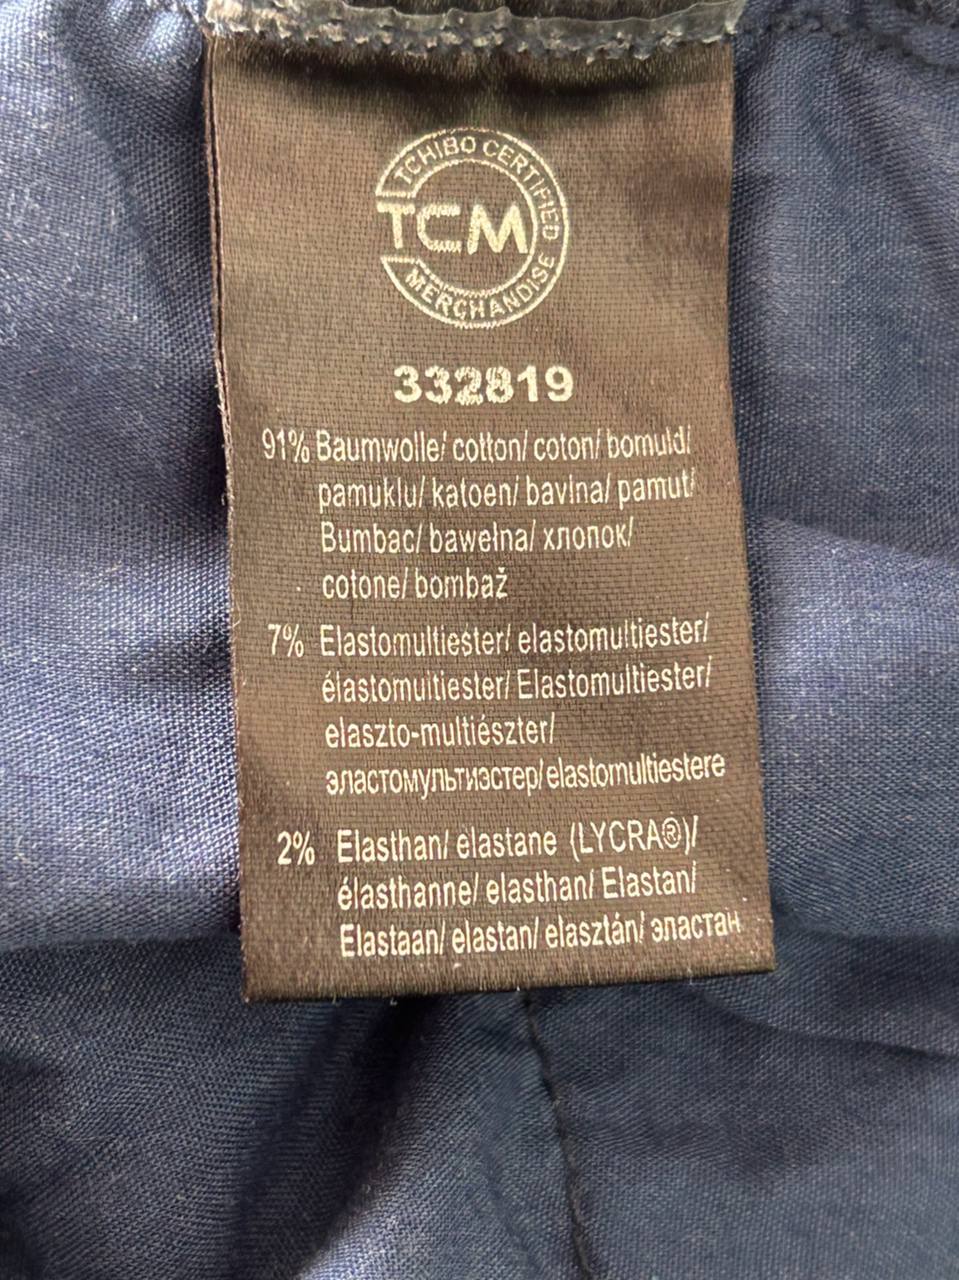 TCHIBO CERTIFIED
TCM
MERCHANDISE
332819
91% Baumwolle/ cotton/ coton/ bomuld/
pamuklu/ katoen/ bavlna/ pamut/
Bumbac/ bawełna/ хлопок/
cotone/ bombaž
7% Elastomultiester/ elastomultiester/
élastomultiester/ Elastomultiester/
elaszto-multiészter/
эластомультиэстер/ elastomultiestere
2% Elasthan/ elastane (LYCRA®)/
élasthanne/ elasthan/ Elastan/
Elastaan/ elastan/ elasztán/ эластан